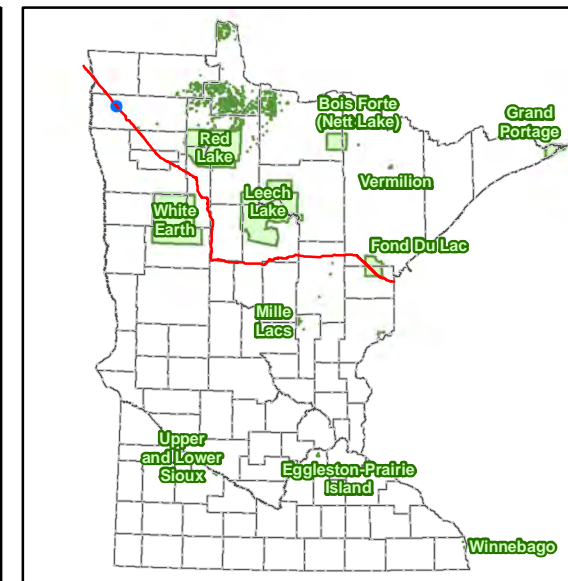 Bois Forte
(Nett Lake)
Grand
Portage
Red
Lake
Vermilion
Leech
Lake
White
Earth
Fond Du Lac
Mille
Lacs
Upper
and Lower
Sioux
Eggleston-Prairie
Island
Winnebago